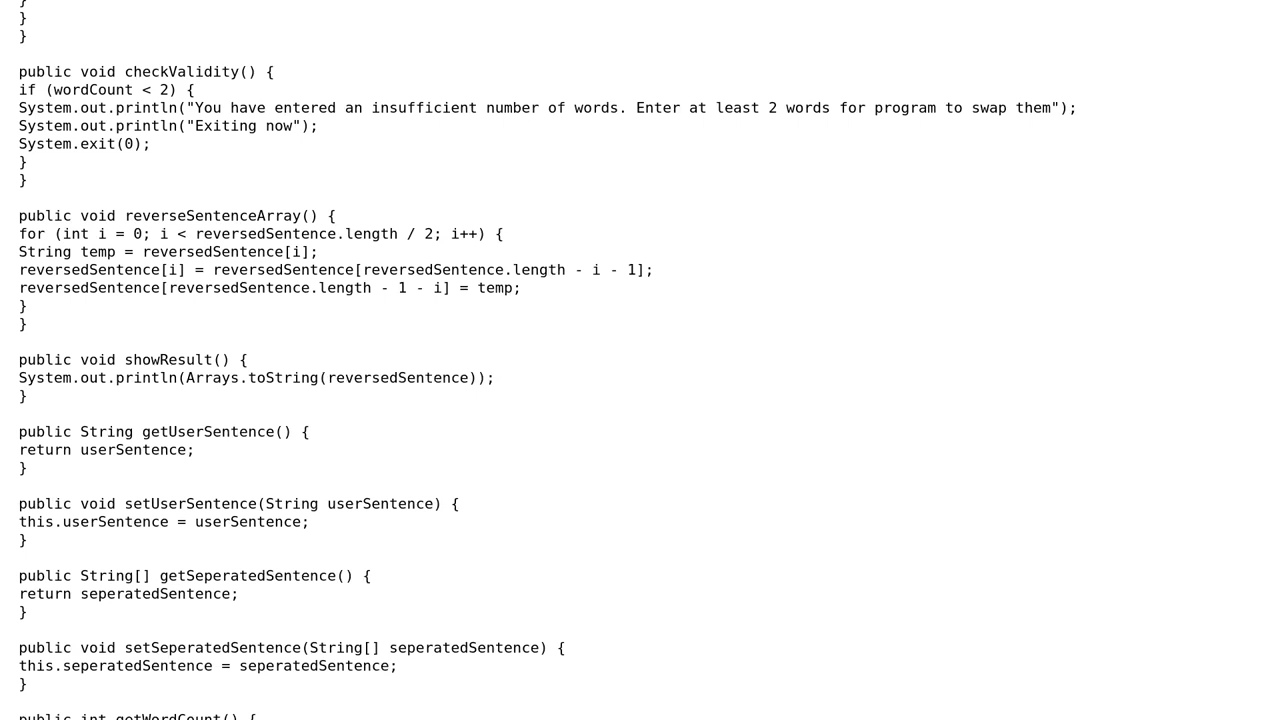 }
}
}

public void checkValidity() {
if (wordCount < 2) {
System.out.println("You have entered an insufficient number of words. Enter at least 2 words for program to swap them");
System.out.println("Exiting now");
System.exit(0);
}
}

public void reverseSentenceArray() {
for (int i = 0; i < reversedSentence.length / 2; i++) {
String temp = reversedSentence[i];
reversedSentence[i] = reversedSentence[reversedSentence.length - i - 1];
reversedSentence[reversedSentence.length - 1 - i] = temp;
}
}

public void showResult() {
System.out.println(Arrays.toString(reversedSentence));
}

public String getUserSentence() {
return userSentence;
}

public void setUserSentence(String userSentence) {
this.userSentence = userSentence;
}

public String[] getSeperatedSentence() {
return seperatedSentence;
}

public void setSeperatedSentence(String[] seperatedSentence) {
this.seperatedSentence = seperatedSentence;
}

public int getWordCount() {